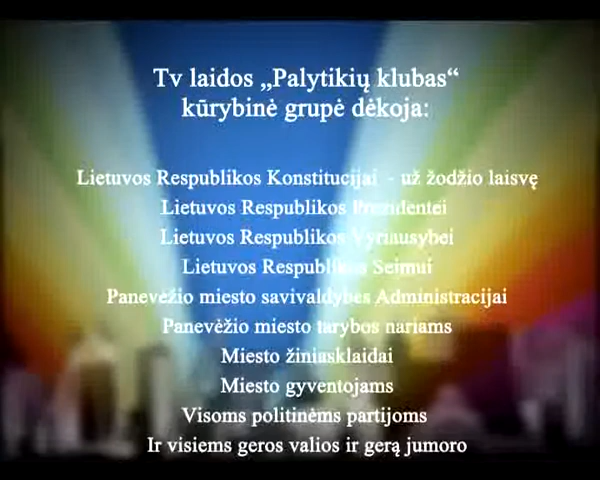 Tv laidos „Palytikių klubas“
kūrybinė grupė dėkoja:
Lietuvos Respublikos Konstitucijai - už žodžio laisvę
Lietuvos Respublikos Prezidentei
Lietuvos Respublikos Vyriausybei
Lietuvos Respublikos Seimui
Panevėžio miesto savivaldybės Administracijai
Panevėžio miesto tarybos nariams
Miesto žiniasklaidai
Miesto gyventojams
Visoms politinėms partijoms
Ir visiems geros valios ir gerą jumoro